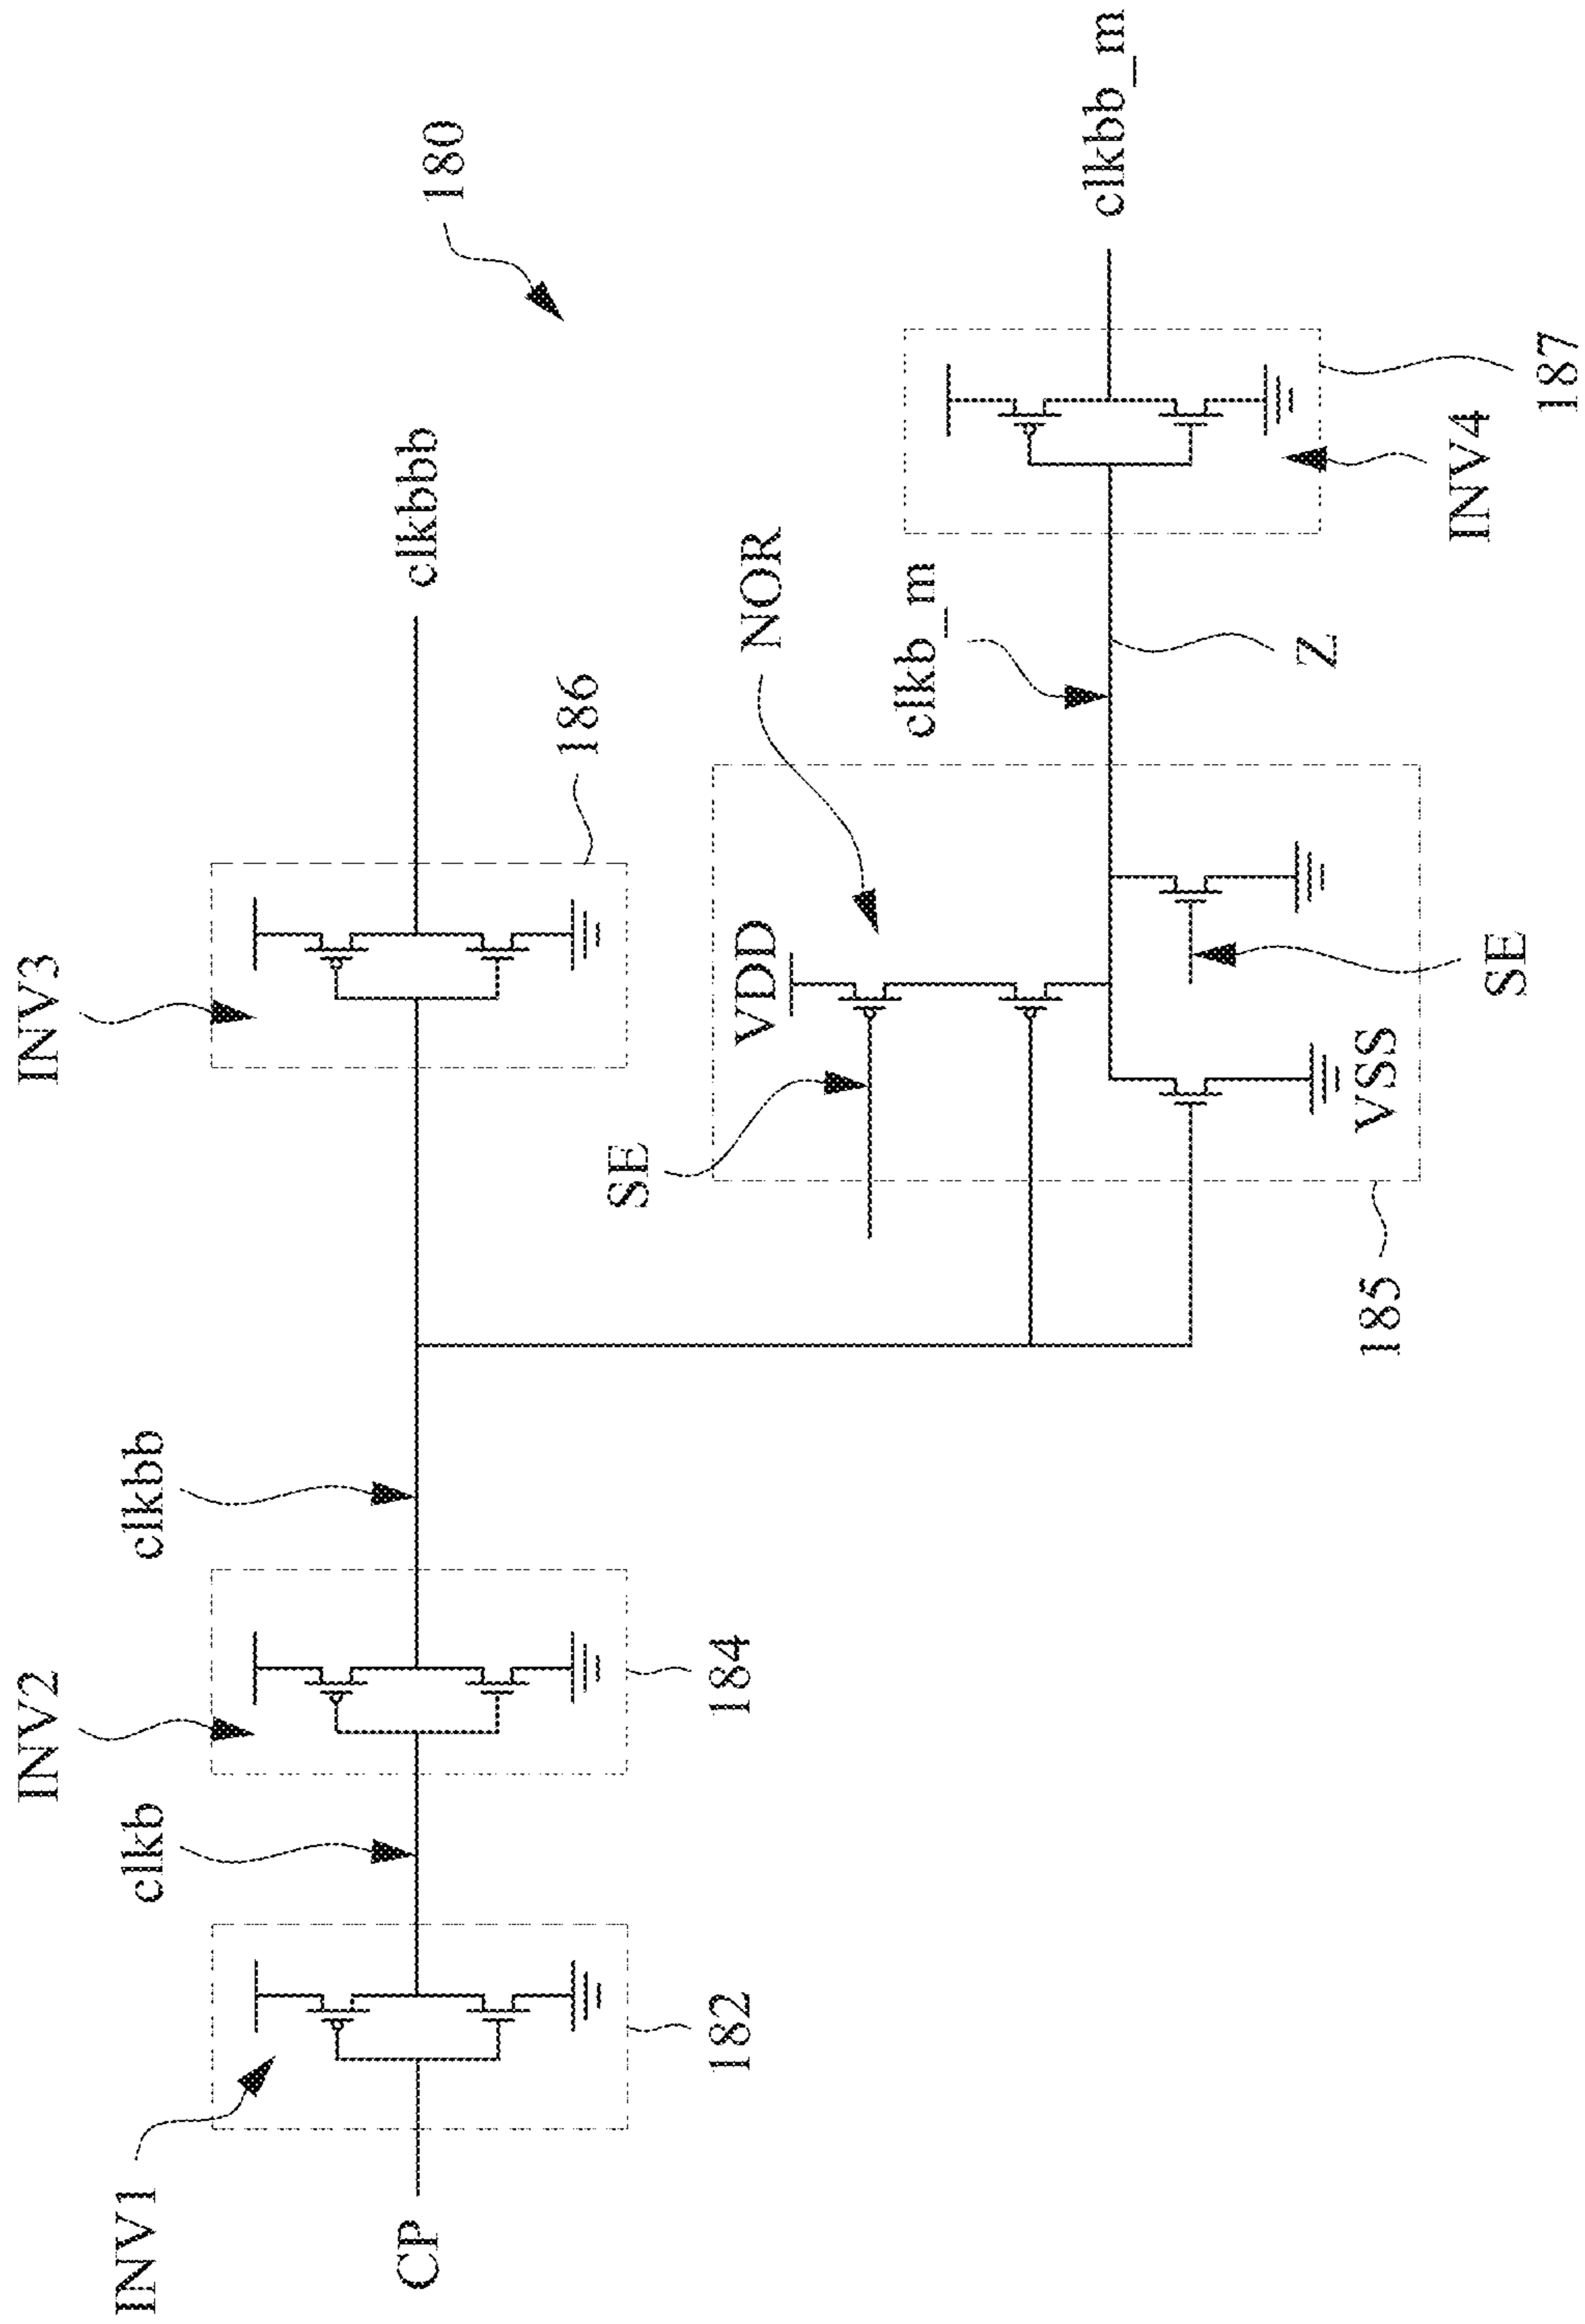 180
INV1
CP
182
clkb
INV2
184
clkbb
INV3
186
clkbbb
185
SE
VDD
VSS
SE
NOR
clkb_m
Z
INV4
187
clkbb_m